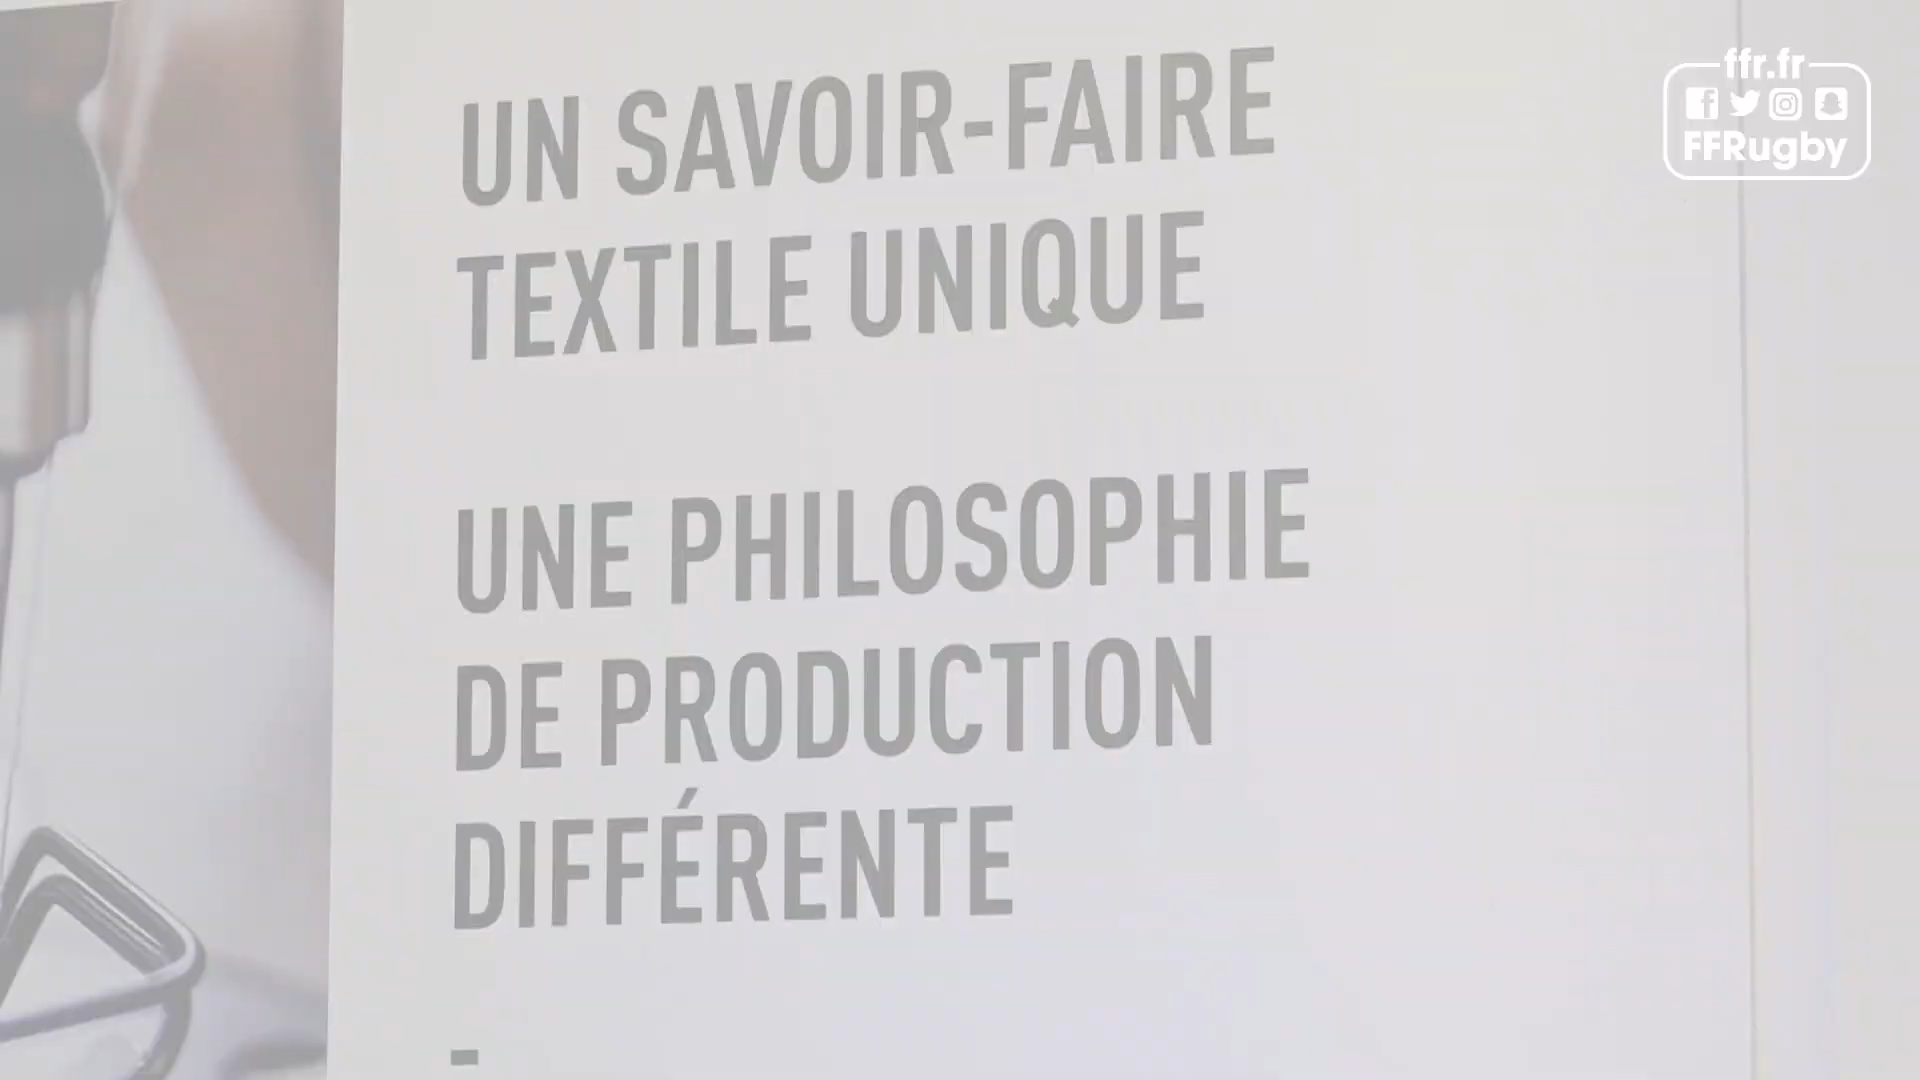 ffr.fr
FFRugby
UN SAVOIR-FAIRE
TEXTILE UNIQUE
UNE PHILOSOPHIE
DE PRODUCTION
DIFFÉRENTE
-